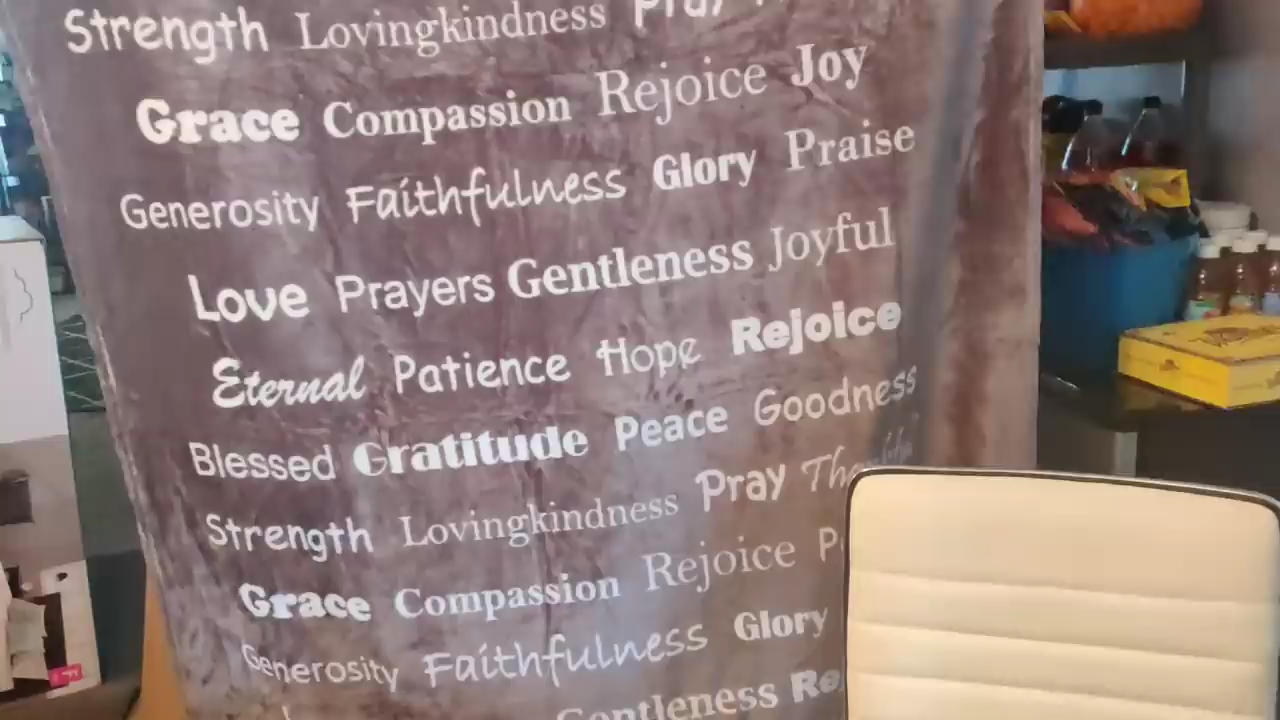 Strength Lovingkindness Pray
Grace Compassion Rejoice Joy
Generosity Faithfulness Glory Praise
Love Prayers Gentleness Joyful
Eternal Patience Hope Rejoice
Blessed Gratitude Peace Goodness
Strength Lovingkindness Pray
Grace Compassion Rejoice
Generosity Faithfulness Glory
Gentleness